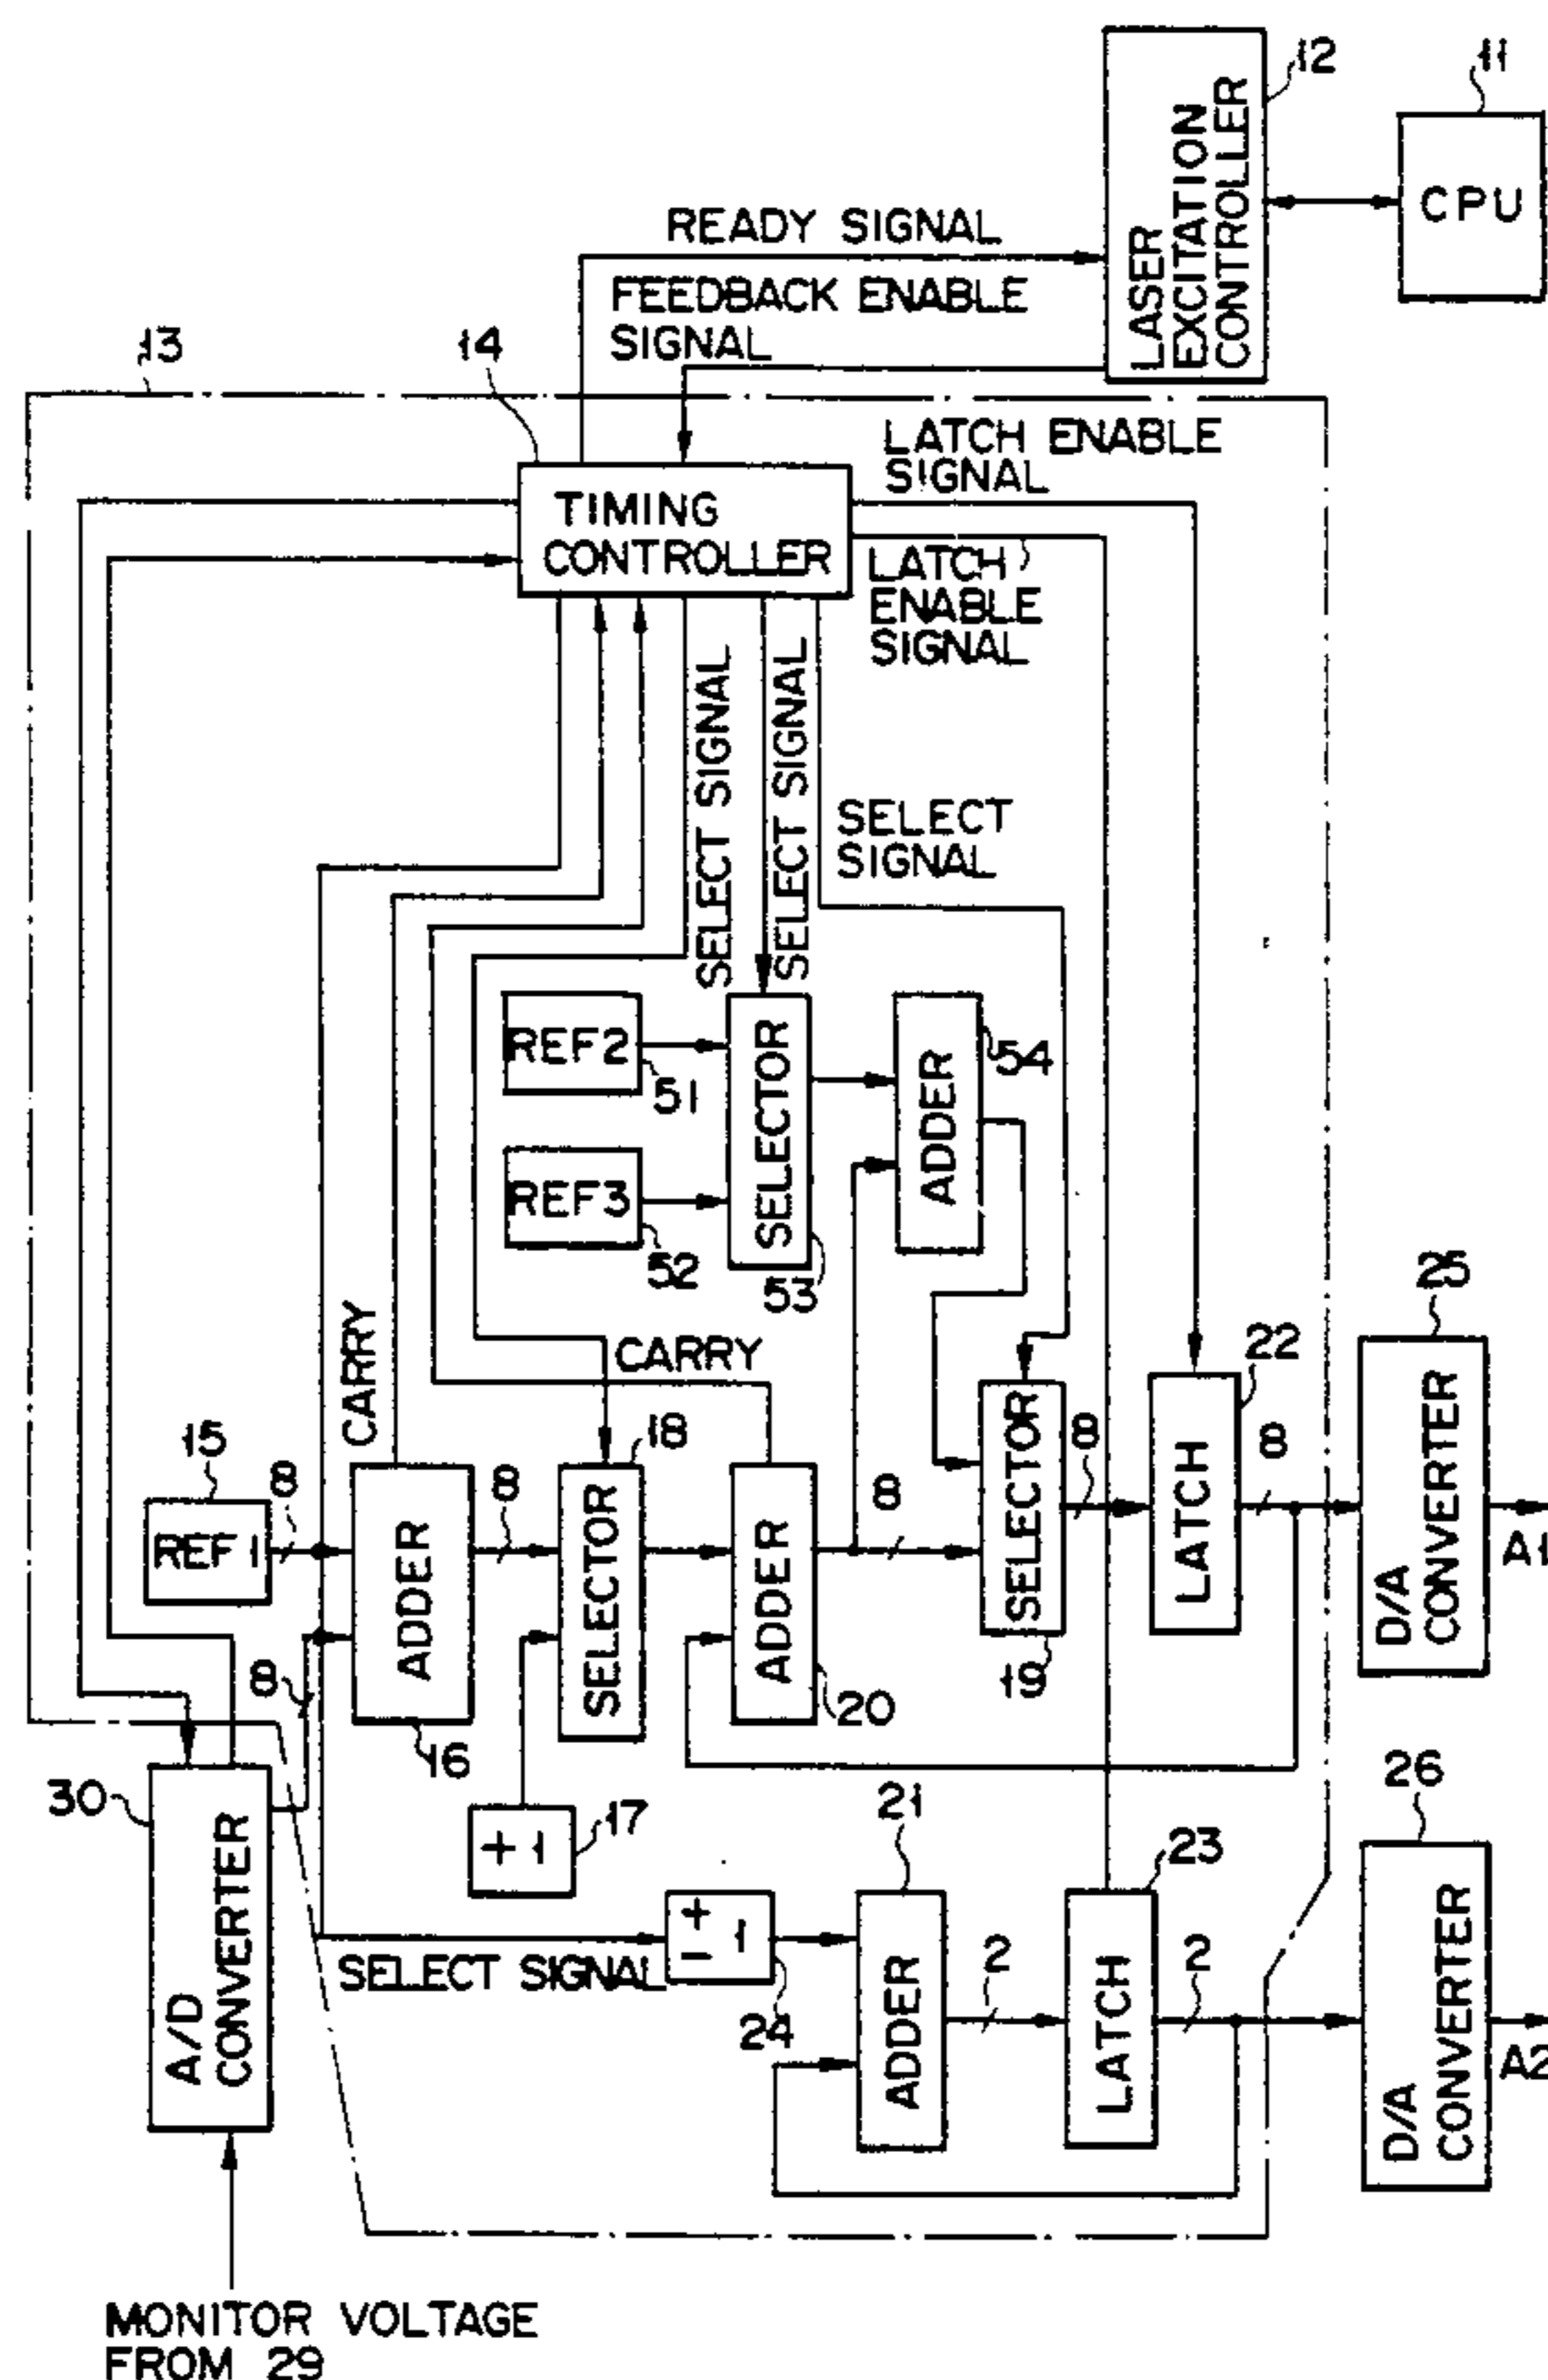 12
11
LASER
EXCITATION
CONTROLLER
CPU
READY SIGNAL
FEEDBACK ENABLE
SIGNAL
13
14
LATCH ENABLE
SIGNAL
TIMING
CONTROLLER
LATCH
ENABLE
SIGNAL
SELECT SIGNAL
SELECT SIGNAL
SELECT
SIGNAL
REF2
51
SELECTOR
ADDER
54
REF3
52
53
CARRY
CARRY
25
22
15
8
8
18
8
SELECTOR
8
LATCH
8
D/A
CONVERTER
REF1
ADDER
SELECTOR
ADDER
A1
8
16
20
19
30
17
+1
21
26
23
A/D
CONVERTER
SELECT SIGNAL
+
- 1
24
ADDER
2
LATCH
2
D/A
CONVERTER
A2
MONITOR VOLTAGE
FROM 29